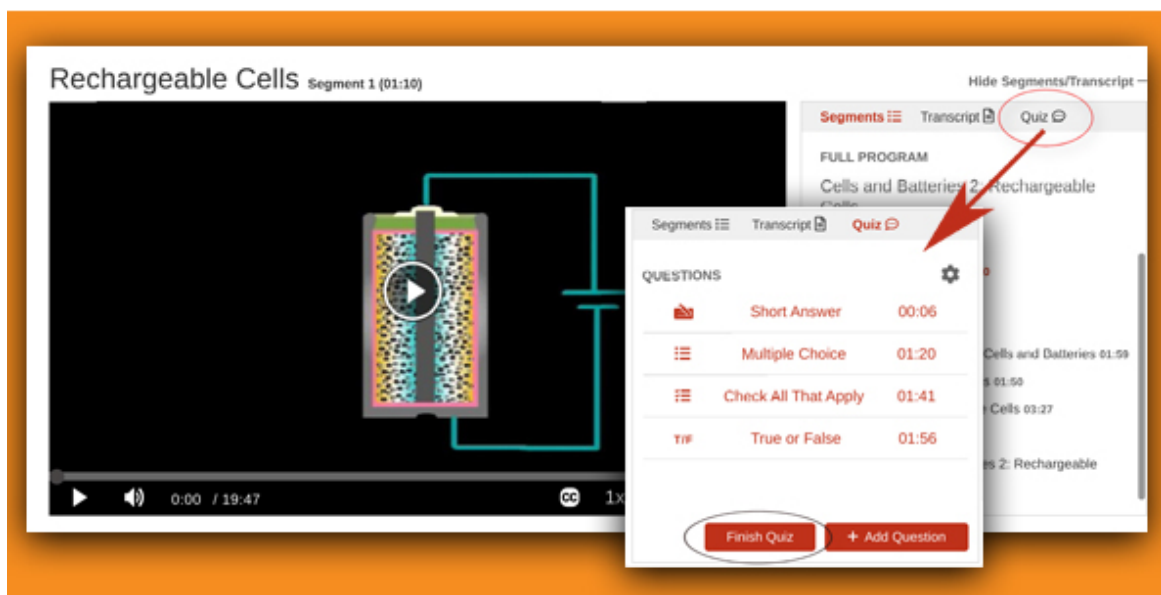 Rechargeable Cells Segment 1 (01:10)
Hide Segments/Transcript —
Segments Transcript Quiz
FULL PROGRAM
Cells and Batteries 2: Rechargeable
Cells
Cells and Batteries 01:59
01:50
Cells 03:27
2: Rechargeable
0:00 / 19:47
CC 1x
Segments Transcript Quiz
QUESTIONS
Short Answer 00:06
Multiple Choice 01:20
Check All That Apply 01:41
T/F True or False 01:56
Finish Quiz + Add Question